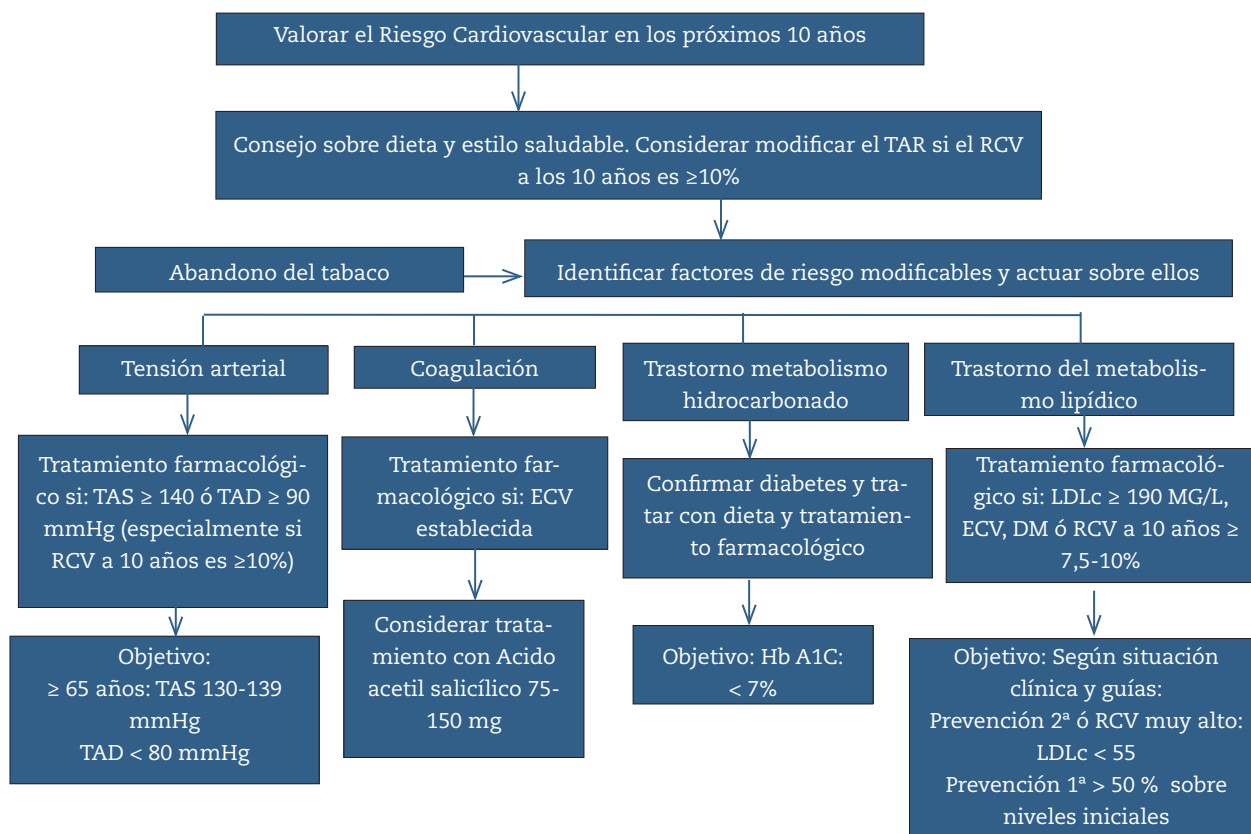 Valorar el Riesgo Cardiovascular en los próximos 10 años
Consejo sobre dieta y estilo saludable. Considerar modificar el TAR si el RCV
a los 10 años es ≥10%
Abandono del tabaco
Identificar factores de riesgo modificables y actuar sobre ellos
Tensión arterial
Coagulación
Trastorno metabolismo
hidrocarbonado
Trastorno del metabolis-
mo lipídico
Tratamiento farmacológi-
co si: TAS ≥ 140 ó TAD ≥ 90
mmHg (especialmente si
RCV a 10 años es ≥10%)
Tratamiento far-
macológico si: ECV
establecida
Confirmar diabetes y tra-
tar con dieta y tratamien-
to farmacológico
Tratamiento farmacoló-
gico si: LDLc ≥ 190 MG/L,
ECV, DM ó RCV a 10 años ≥
7,5-10%
Objetivo:
≥ 65 años: TAS 130-139
mmHg
TAD < 80 mmHg
Considerar trata-
miento con Acido
acetil salicílico 75-
150 mg
Objetivo: Hb A1C:
< 7%
Objetivo: Según situación
clínica y guías:
Prevención 2ª ó RCV muy alto:
LDLc < 55
Prevención 1ª > 50 % sobre
niveles iniciales